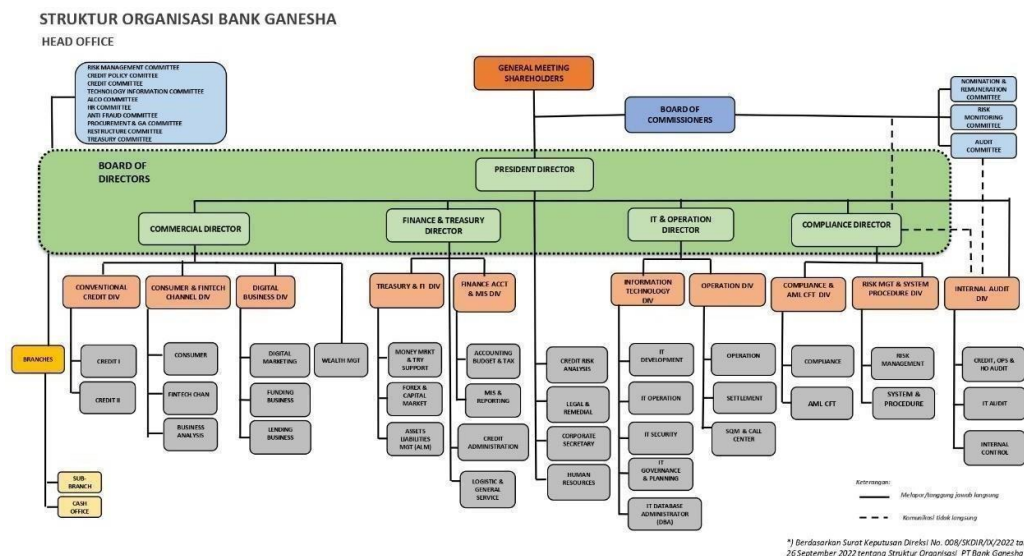 STRUKTUR ORGANISASI BANK GANESHA
HEAD OFFICE
RISK MANAGEMENT COMMITTEE
CREDIT POLICY COMITTEE
CREDIT COMMITTEE
TECHNOLOGY INFORMATION COMMITTEE
ALCO COMMITTEE
HR COMMITTEE
ANTI FRAUD COMMITTEE
PROCUREMENT & GA COMMITTEE
RESTRUCTURE COMMITTEE
TREASURY COMMITTEE
GENERAL MEETING
SHAREHOLDERS
BOARD OF
COMMISSIONERS
NOMINATION &
REMUNERATION
COMMITTEE
RISK
MONITORING
COMMITTEE
AUDIT
COMMITTEE
BOARD OF
DIRECTORS
PRESIDENT DIRECTOR
COMMERCIAL DIRECTOR
FINANCE & TREASURY
DIRECTOR
IT & OPERATION
DIRECTOR
COMPLIANCE DIRECTOR
CONVENTIONAL
CREDIT DIV
CONSUMER & FINTECH
CHANNEL DIV
DIGITAL
BUSINESS DIV
TREASURY & FI DIV
FINANCE ACCT
& MIS DIV
INFORMATION
TECHNOLOGY
DIV
OPERATION DIV
COMPLIANCE &
AML CFT DIV
RISK MGT & SYSTEM
PROCEDURE DIV
INTERNAL AUDIT
DIV
BRANCHES
SUB-
BRANCH
CASH
OFFICE
CREDIT I
CREDIT II
CONSUMER
FINTECH CHAN
BUSINESS
ANALYSIS
DIGITAL
MARKETING
FUNDING
BUSINESS
LENDING
BUSINESS
WEALTH MGT
MONEY MRKT
& TRY
SUPPORT
FOREX &
CAPITAL
MARKET
ASSETS
LIABILITIES
MGT (ALM)
ACCOUNTING
BUDGET & TAX
MIS &
REPORTING
CREDIT
ADMINISTRATION
LOGISTIC &
GENERAL
SERVICE
CREDIT RISK
ANALYSIS
LEGAL &
REMEDIAL
CORPORATE
SECRETARY
HUMAN
RESOURCES
IT
DEVELOPMENT
IT OPERATION
IT SECURITY
IT
GOVERNANCE
& PLANNING
IT DATABASE
ADMINISTRATOR
(DBA)
OPERATION
SETTLEMENT
SQM & CALL
CENTER
COMPLIANCE
AML CFT
RISK
MANAGEMENT
SYSTEM &
PROCEDURE
CREDIT, OPS &
HO AUDIT
IT AUDIT
INTERNAL
CONTROL
Keterangan:
Melapor/tanggung jawab langsung
Komunikasi tidak langsung
*) Berdasarkan Surat Keputusan Direksi No. 008/SKDIR/IX/2022 ta
26 September 2022 tentang Struktur Organisasi PT Bank Ganesha